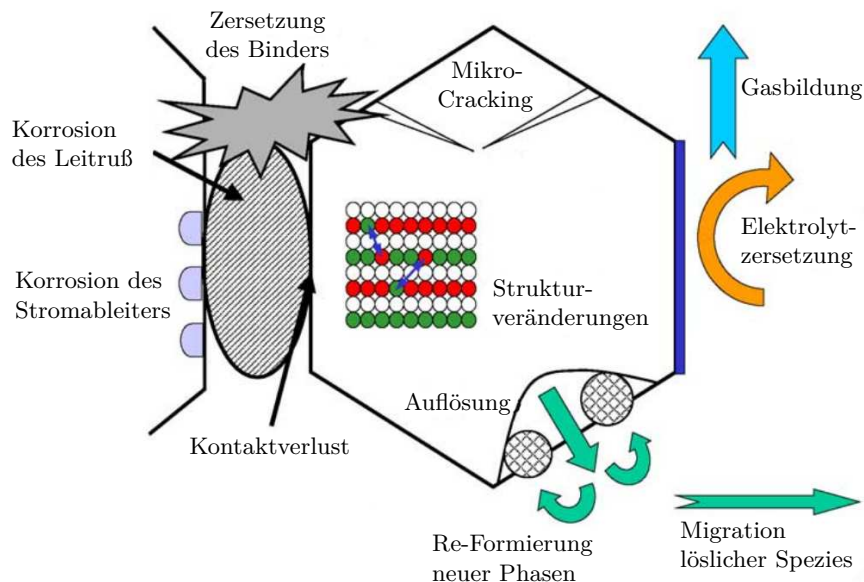 Zersetzung
des Binders
Mikro-
Cracking
Gasbildung
Korrosion
des Leitruß
Elektrolyt-
zersetzung
Korrosion des
Stromableiters
Struktur-
veränderungen
Auflösung
Kontaktverlust
Re-Formierung
neuer Phasen
Migration
löslicher Spezies